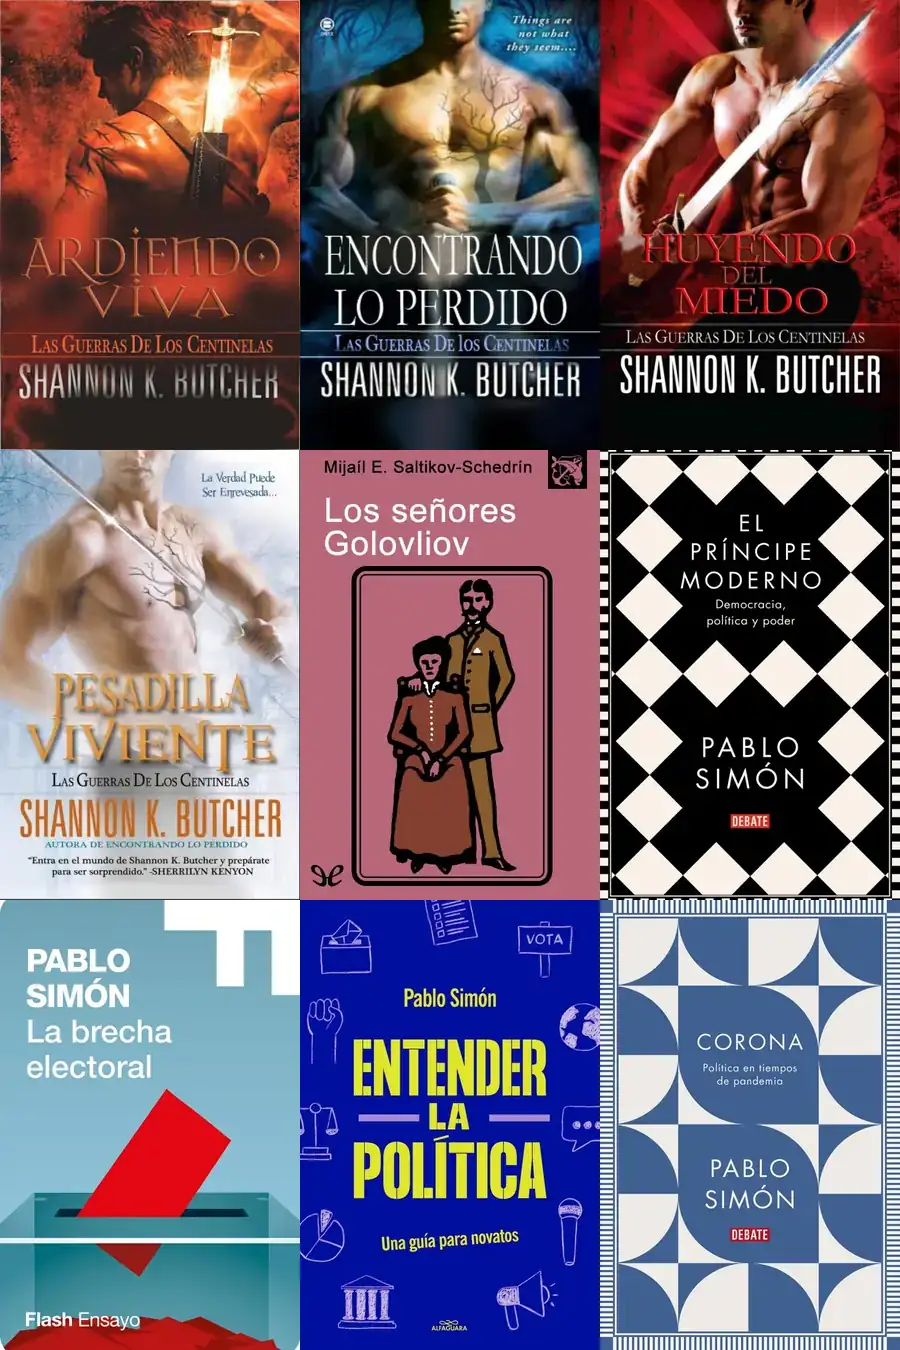 ARDIENDO
VIVA
LAS GUERRAS DE LOS CENTINELAS
SHANNON K. BUTCHER
Things are
not what
they seem....
ENCONTRANDO
LO PERDIDO
LAS GUERRAS DE los CENTINELAS
SHANNON K. BUTCHER
HUYENDO
DEL
MIEDO
LAS GUERRAS DE LOS CENTINELAS
SHANNON K. BUTCHER
La Verdad Puede
Ser Enrevesada...
PESADILLA
VIVIENTE
LAS GUERRAS DE LOS CENTINELAS
SHANNON K. BUTCHER
AUTORA DE ENCONTRANDO LO PERDIDO
"Entra en el mundo de Shannon K. Butcher y prepárate
para ser sorprendido." -SHERRILYN KENYON
Mijaíl E. Saltikov-Schedrín
Los señores
Golovliov
EL
PRÍNCIPE
MODERNO
Democracia,
política y poder
PABLO
SIMÓN
DEBATE
PABLO
SIMÓN
La brecha
electoral
Flash Ensayo
VOTA
Pablo Simón
ENTENDER
LA
POLÍTICA
Una guía para novatos
ALFAGUARA
CORONA
Política en tiempos
de pandemia
PABLO
SIMÓN
DEBATE